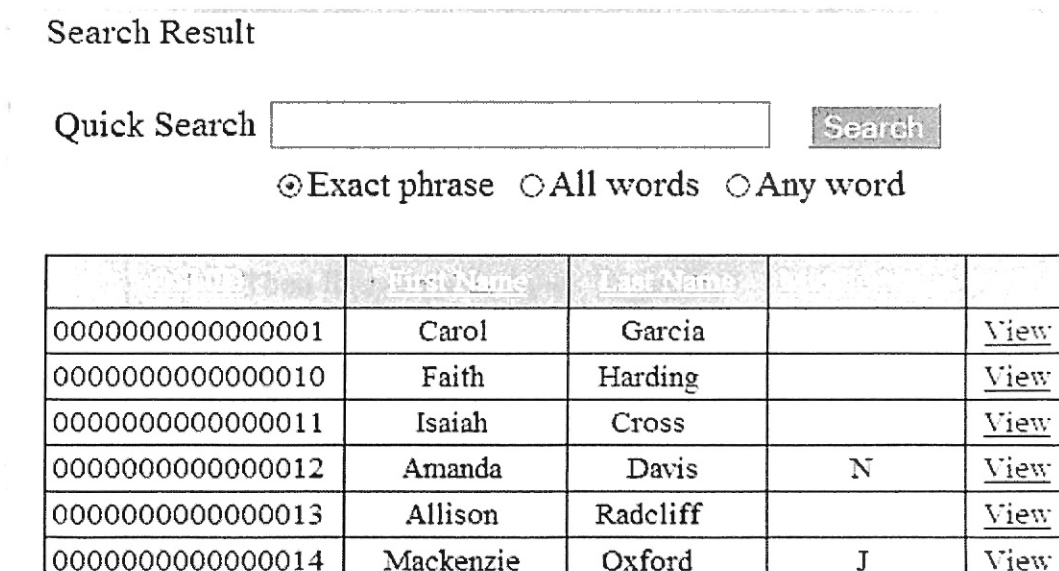 Search Result
Quick Search Search
Exact phrase All words Any word
First Name Last Name
0000000000000001 Carol Garcia View
0000000000000010 Faith Harding View
0000000000000011 Isaiah Cross View
0000000000000012 Amanda Davis N View
0000000000000013 Allison Radcliff View
0000000000000014 Mackenzie Oxford J View